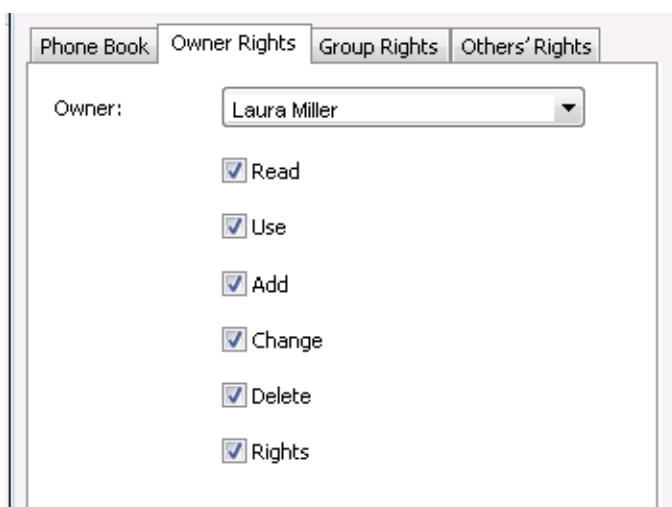 Phone Book Owner Rights Group Rights Others' Rights
Owner: Laura Miller
Read
Use
Add
Change
Delete
Rights